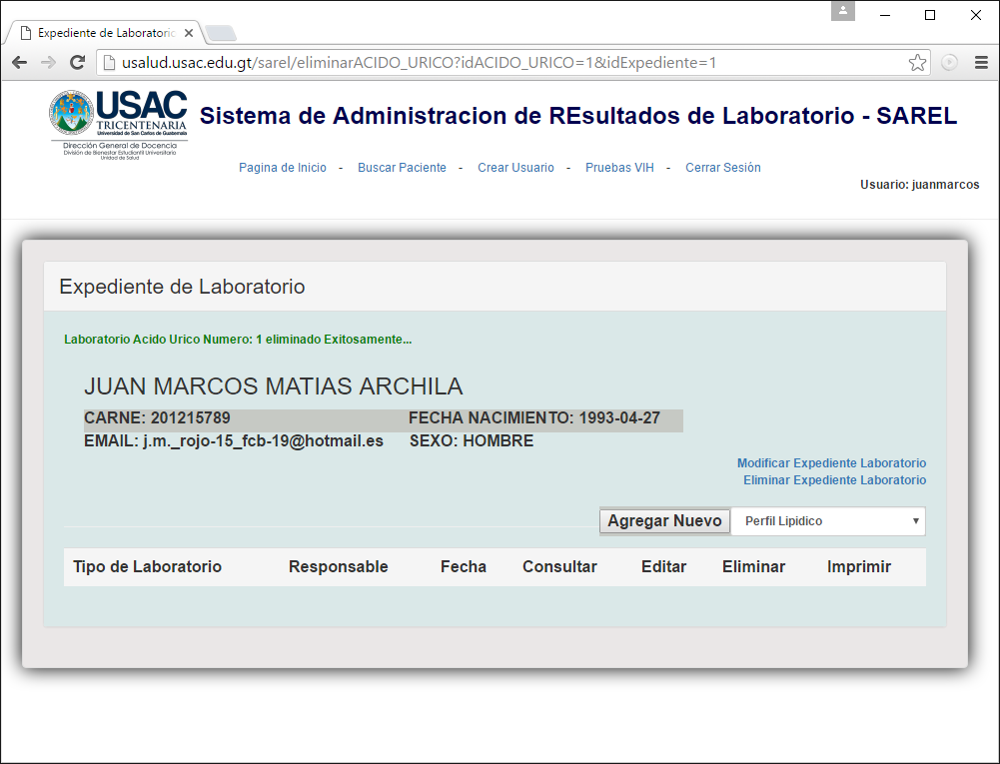 Expediente de Laboratorio
usalud.usac.edu.gt/sarel/eliminarACIDO_URICO?idACIDO_URICO=1&idExpediente=1
USAC
TRICENTENARIA
Universidad de San Carlos de Guatemala
Dirección General de Docencia
División de Bienestar Estudiantil Universitario
Unidad de Salud
Sistema de Administracion de REsultados de Laboratorio - SAREL
Pagina de Inicio - Buscar Paciente - Crear Usuario - Pruebas VIH - Cerrar Sesión
Usuario: juanmarcos
Expediente de Laboratorio
Laboratorio Acido Urico Numero: 1 eliminado Exitosamente...
JUAN MARCOS MATIAS ARCHILA
CARNE: 201215789 FECHA NACIMIENTO: 1993-04-27
EMAIL: j.m._rojo-15_fcb-19@hotmail.es SEXO: HOMBRE
Modificar Expediente Laboratorio
Eliminar Expediente Laboratorio
Agregar Nuevo Perfil Lipidico
Tipo de Laboratorio Responsable Fecha Consultar Editar Eliminar Imprimir